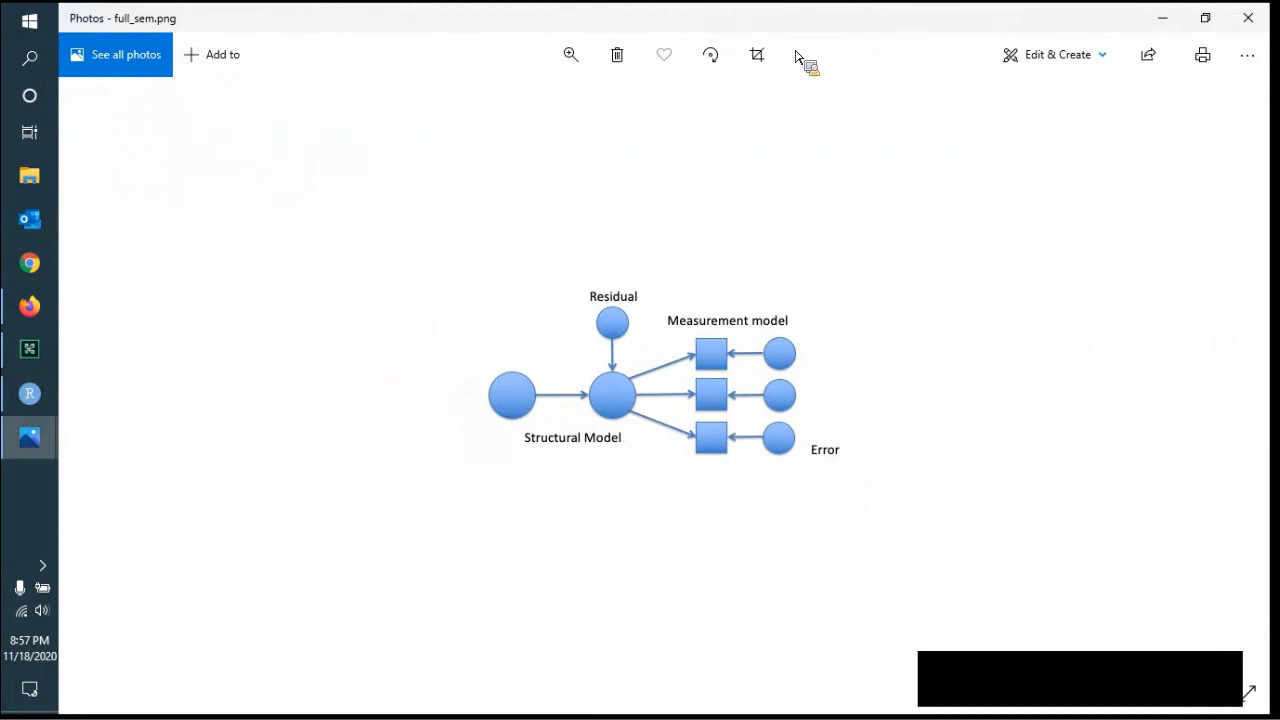 Photos - full_sem.png
See all photos
Add to
Edit & Create
Residual
Measurement model
Structural Model
Error
R
8:57 PM
11/18/2020